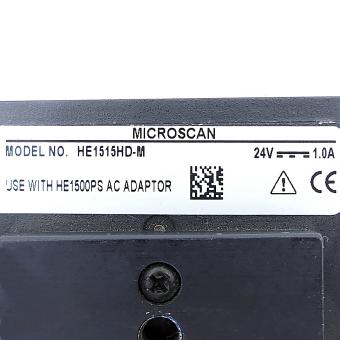 MICROSCAN
MODEL NO. HE1515HD-M 24V ⎓ 1.0A
USE WITH HE1500PS AC ADAPTOR CE